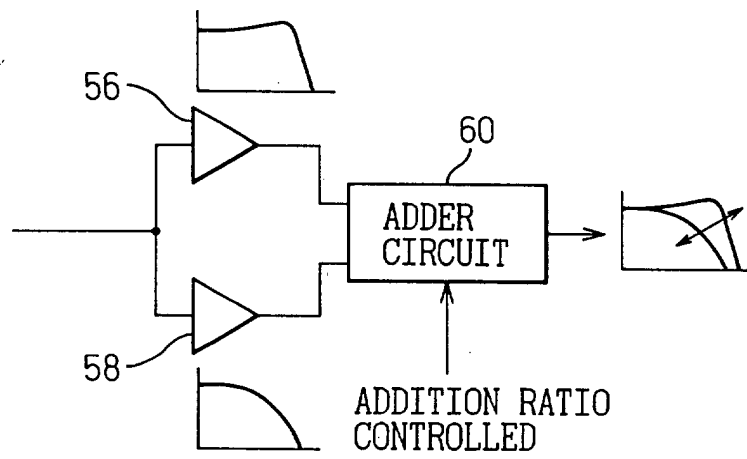 56
60
ADDER
CIRCUIT
58
ADDITION RATIO
CONTROLLED